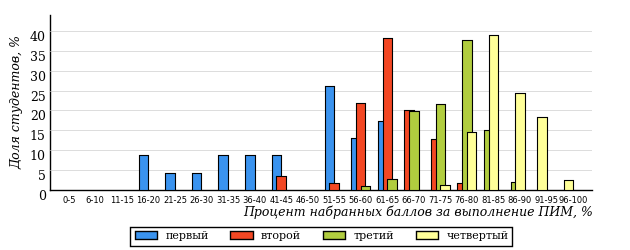 Доля студентов, %
40
35
30
25
20
15
10
5
0
0-5 6-10 11-15 16-20 21-25 26-30 31-35 36-40 41-45 46-50 51-55 56-60 61-65 66-70 71-75 76-80 81-85 86-90 91-95 96-100
Процент набранных баллов за выполнение ПИМ, %
первый второй третий четвертый